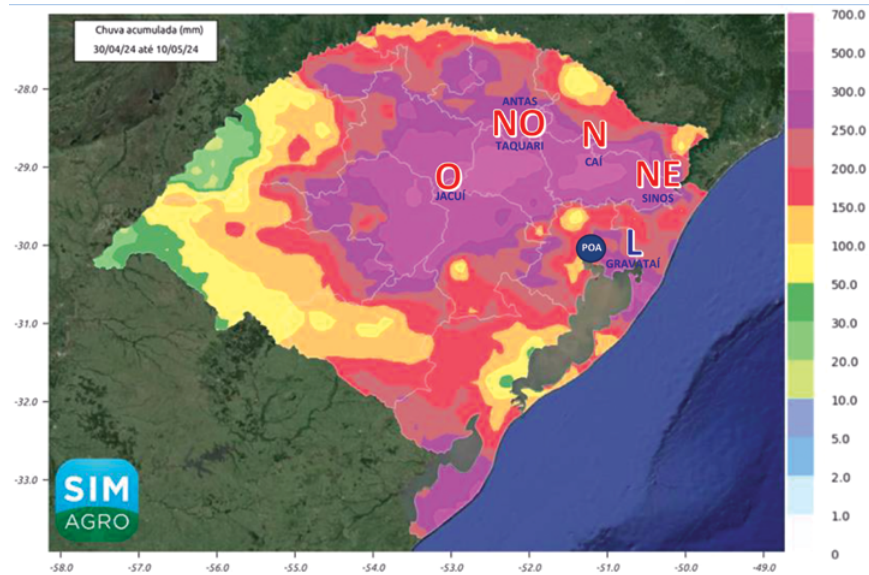 Chuva acumulada (mm)
30/04/24 até 10/05/24
700.0
500.0
300.0
250.0
200.0
150.0
100.0
50.0
30.0
20.0
10.0
5.0
2.0
1.0
0
-28.0
-29.0
-30.0
-31.0
-32.0
-33.0
ANTAS
NO
TAQUARI
N
CAÍ
O
JACUÍ
NE
SINOS
POA
L
GRAVATAÍ
SIM
AGRO
-58.0 -57.0 -56.0 -55.0 -54.0 -53.0 -52.0 -51.0 -50.0 -49.0